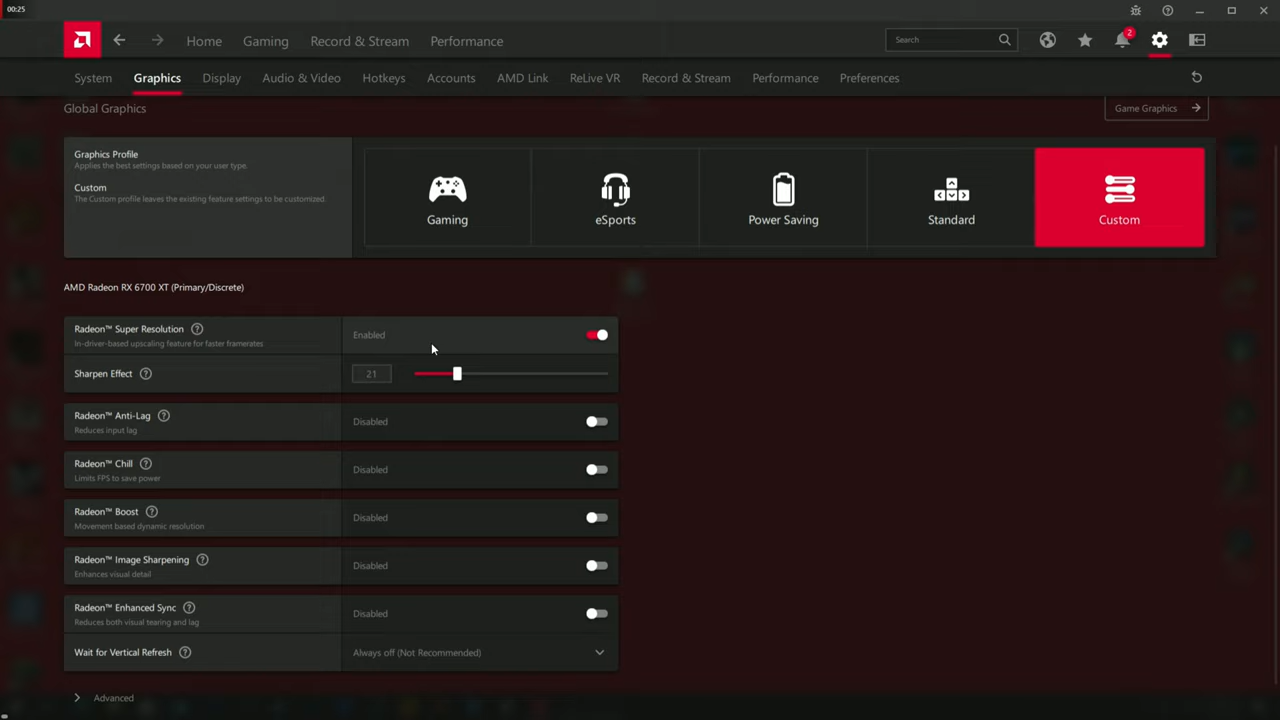 00:25
2
Home Gaming Record & Stream Performance Search
System Graphics Display Audio & Video Hotkeys Accounts AMD Link ReLive VR Record & Stream Performance Preferences
Global Graphics
Game Graphics
Graphics Profile
Applies the best settings based on your user type.
Custom
The Custom profile leaves the existing feature settings to be customized.
Gaming eSports Power Saving Standard Custom
AMD Radeon RX 6700 XT (Primary/Discrete)
Radeon™ Super Resolution
In-driver-based upscaling feature for faster framerates
Enabled
Sharpen Effect
21
Radeon™ Anti-Lag
Reduces input lag
Disabled
Radeon™ Chill
Limits FPS to save power
Disabled
Radeon™ Boost
Movement based dynamic resolution
Disabled
Radeon™ Image Sharpening
Enhances visual detail
Disabled
Radeon™ Enhanced Sync
Reduces both visual tearing and lag
Disabled
Wait for Vertical Refresh
Always off (Not Recommended)
Advanced